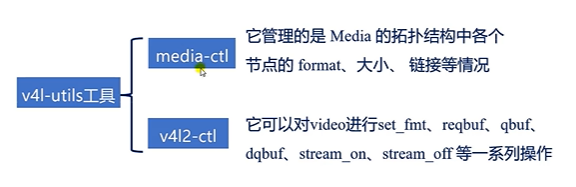 v4l-utils工具
media-ctl
它管理的是 Media 的拓扑结构中各个
节点的 format、大小、 链接等情况
v4l2-ctl
它可以对video进行set_fmt、reqbuf、qbuf、
dqbuf、stream_on、stream_off 等一系列操作